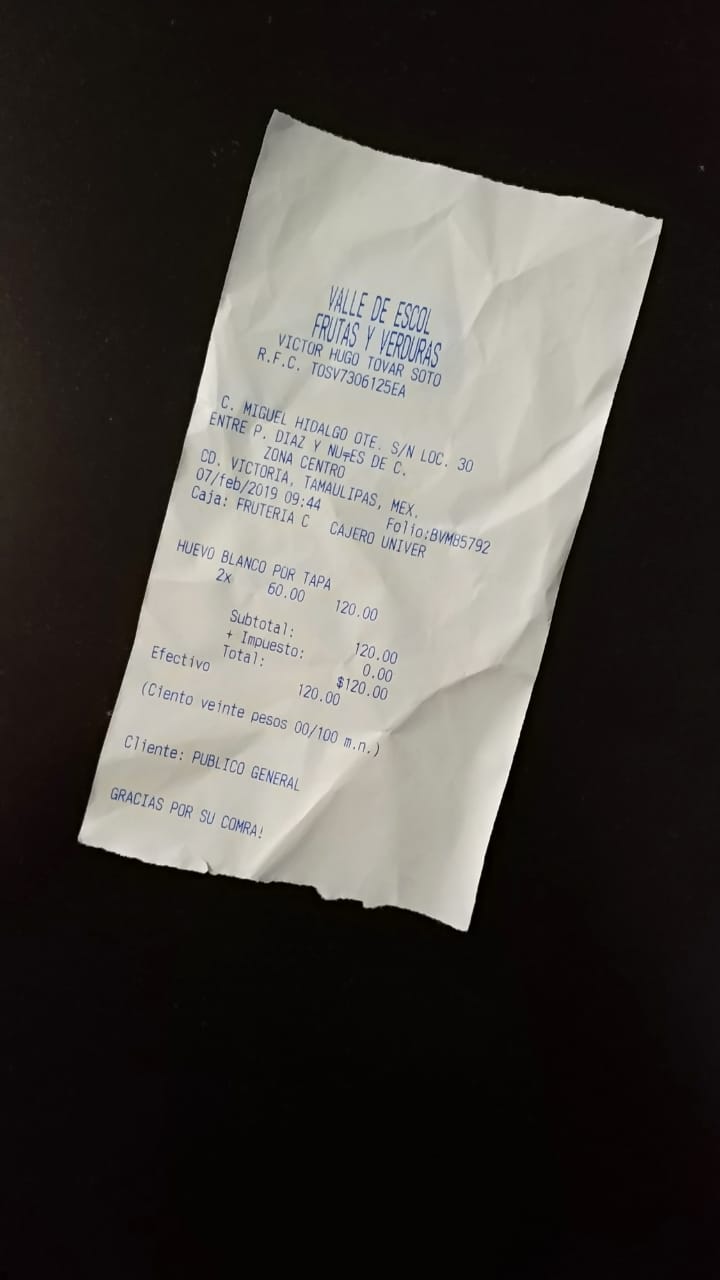 VALLE DE ESCOL
FRUTAS Y VERDURAS
VICTOR HUGO TOVAR SOTO
R.F.C. TOSV7306125EA
C. MIGUEL HIDALGO OTE. S/N LOC. 30
ENTRE P. DIAZ Y NU╤ES DE C.
ZONA CENTRO
CD. VICTORIA, TAMAULIPAS, MEX.
07/feb/2019 09:44 Folio:BVMB5792
Caja: FRUTERIA C CAJERO UNIVER
HUEVO BLANCO POR TAPA
2x 60.00 120.00
Subtotal: 120.00
+ Impuesto: 0.00
Total: $120.00
Efectivo 120.00
(Ciento veinte pesos 00/100 m.n.)
Cliente: PUBLICO GENERAL
GRACIAS POR SU COMRA!